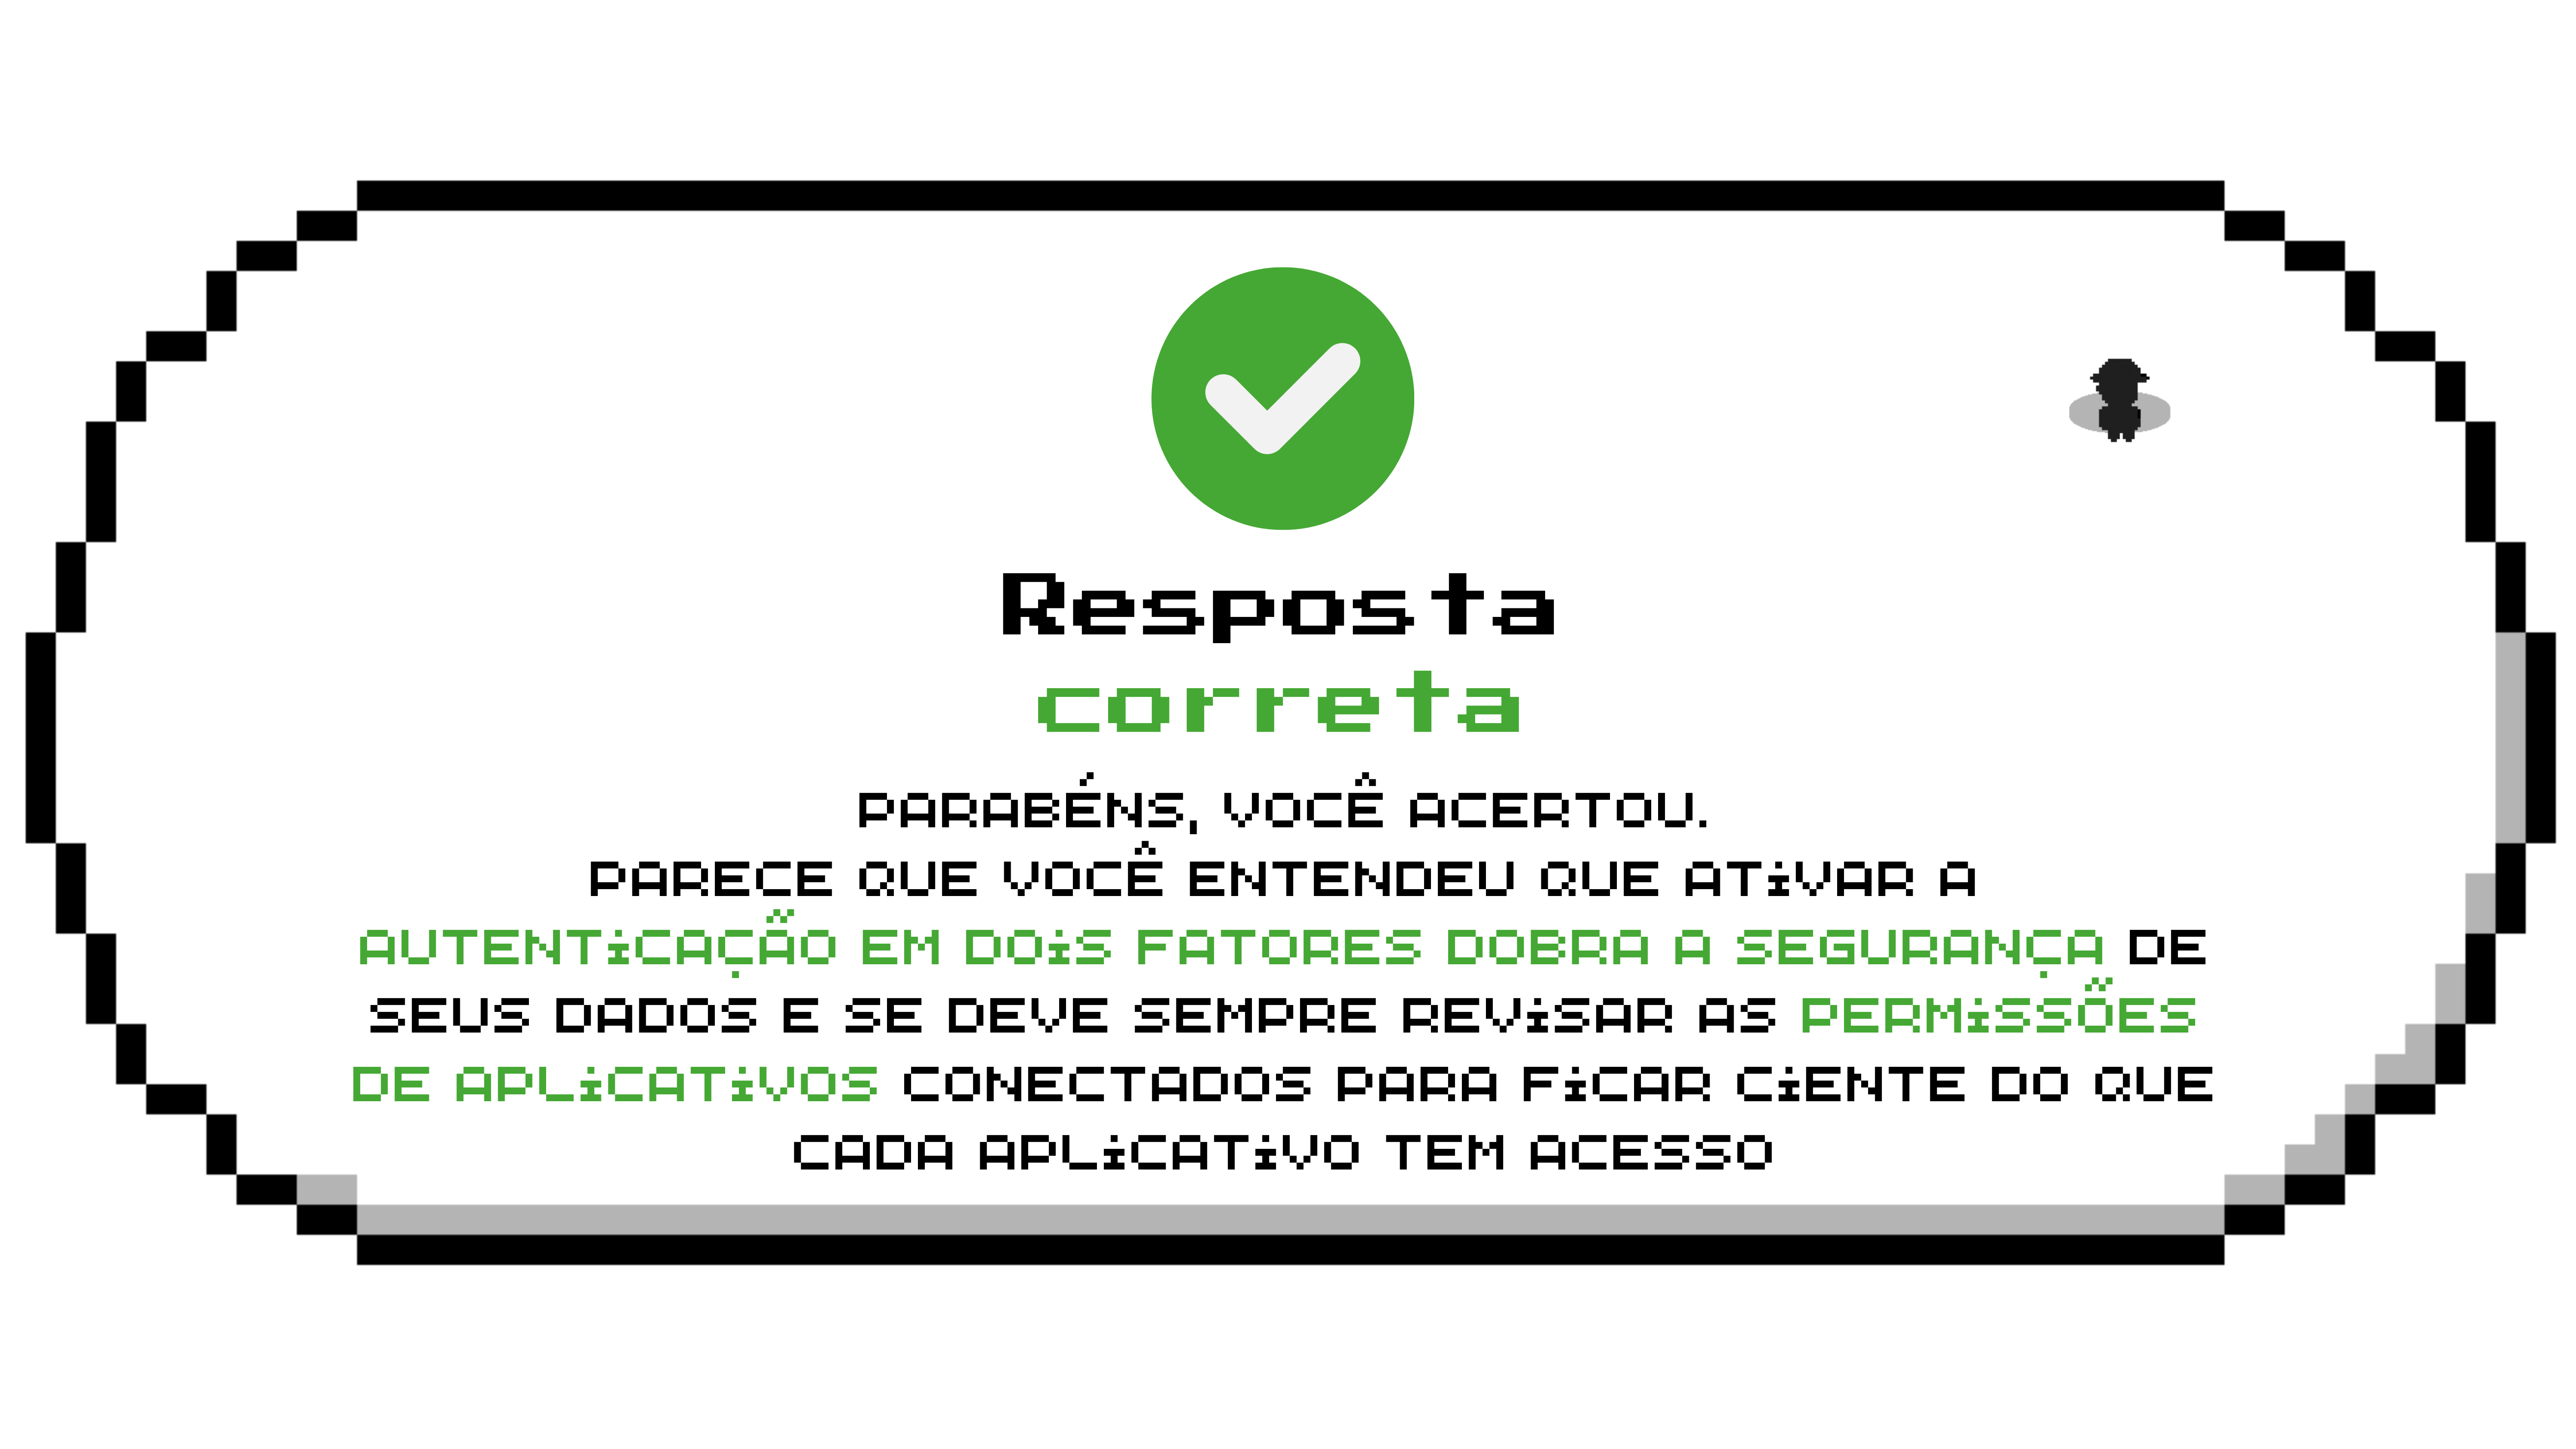 Resposta
correta
PARABÉNS, VOCÊ ACERTOU.
PARECE QUE VOCÊ ENTENDEU QUE ATiVAR A
AUTENTiCAÇÃO EM DOiS FATORES DOBRA A SEGURANÇA DE
SEUS DADOS E SE DEVE SEMPRE REViSAR AS PERMiSSÕES
DE APLiCATiVOS CONECTADOS PARA FiCAR CiENTE DO QUE
CADA APLiCATiVO TEM ACESSO